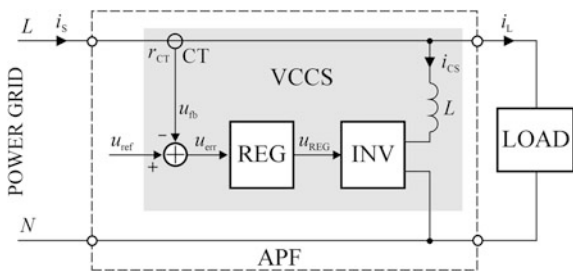 L
i_S
r_CT
CT
i_L
VCCS
i_CS
L
u_fb
POWER GRID
u_ref
−
+
u_err
REG
u_REG
INV
LOAD
N
APF